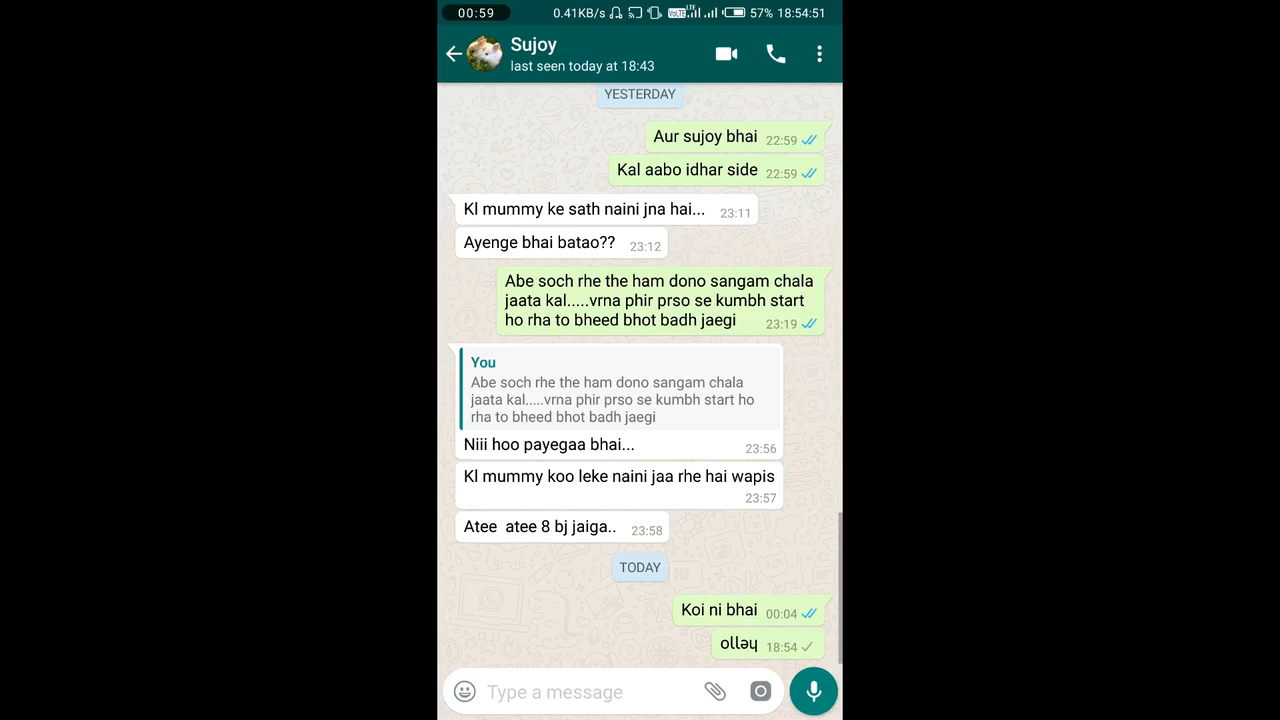 00:59 0.41KB/s VoLTE LTE 57% 18:54:51
Sujoy
last seen today at 18:43
YESTERDAY
Aur sujoy bhai 22:59
Kal aabo idhar side 22:59
Kl mummy ke sath naini jna hai... 23:11
Ayenge bhai batao?? 23:12
Abe soch rhe the ham dono sangam chala
jaata kal.....vrna phir prso se kumbh start
ho rha to bheed bhot badh jaegi 23:19
You
Abe soch rhe the ham dono sangam chala
jaata kal.....vrna phir prso se kumbh start ho
rha to bheed bhot badh jaegi
Niii hoo payegaa bhai... 23:56
Kl mummy koo leke naini jaa rhe hai wapis
23:57
Atee  atee 8 bj jaiga.. 23:58
TODAY
Koi ni bhai 00:04
ollǝɥ 18:54
Type a message